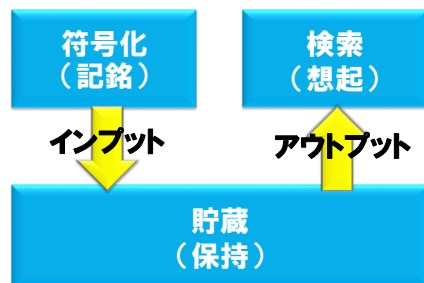 符号化
（記銘）
検索
（想起）
インプット
アウトプット
貯蔵
（保持）